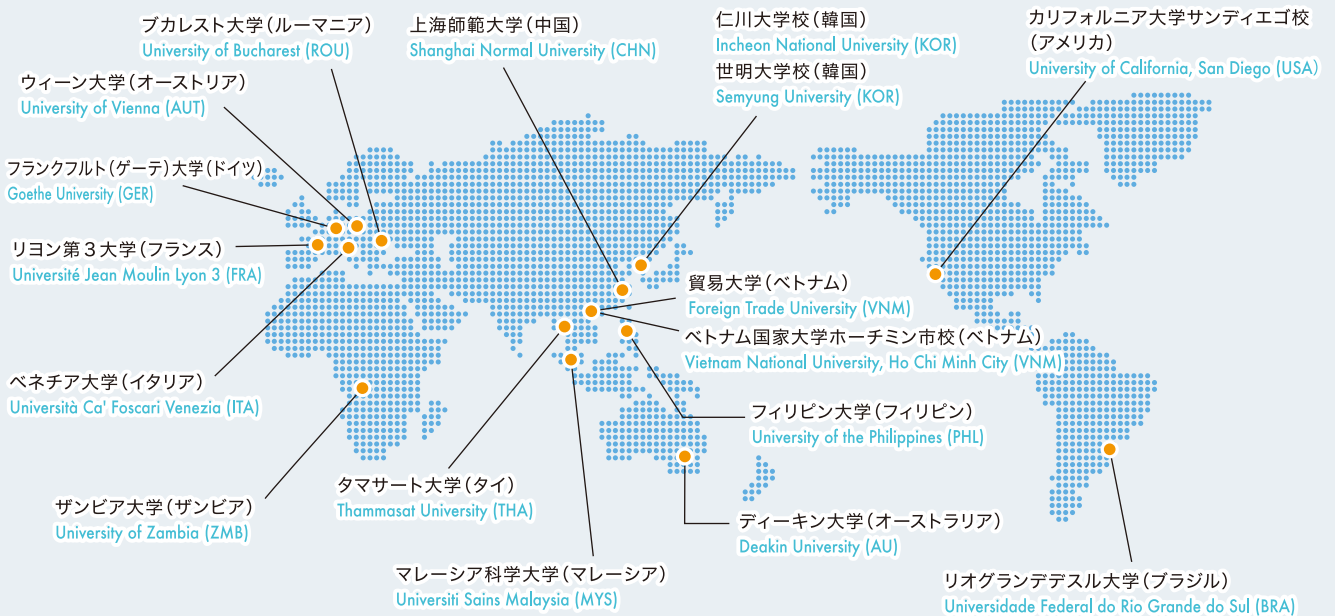 ブカレスト大学（ルーマニア）
University of Bucharest (ROU)
上海師範大学（中国）
Shanghai Normal University (CHN)
仁川大学校（韓国）
Incheon National University (KOR)
世明大学校（韓国）
Semyung University (KOR)
カリフォルニア大学サンディエゴ校
（アメリカ）
University of California, San Diego (USA)
ウィーン大学（オーストリア）
University of Vienna (AUT)
フランクフルト（ゲーテ）大学（ドイツ）
Goethe University (GER)
リヨン第3大学（フランス）
Université Jean Moulin Lyon 3 (FRA)
貿易大学（ベトナム）
Foreign Trade University (VNM)
ベトナム国家大学ホーチミン市校（ベトナム）
Vietnam National University, Ho Chi Minh City (VNM)
ベネチア大学（イタリア）
Università Ca' Foscari Venezia (ITA)
フィリピン大学（フィリピン）
University of the Philippines (PHL)
ザンビア大学（ザンビア）
University of Zambia (ZMB)
タマサート大学（タイ）
Thammasat University (THA)
ディーキン大学（オーストラリア）
Deakin University (AU)
マレーシア科学大学（マレーシア）
Universiti Sains Malaysia (MYS)
リオグランデデスル大学（ブラジル）
Universidade Federal do Rio Grande do Sul (BRA)